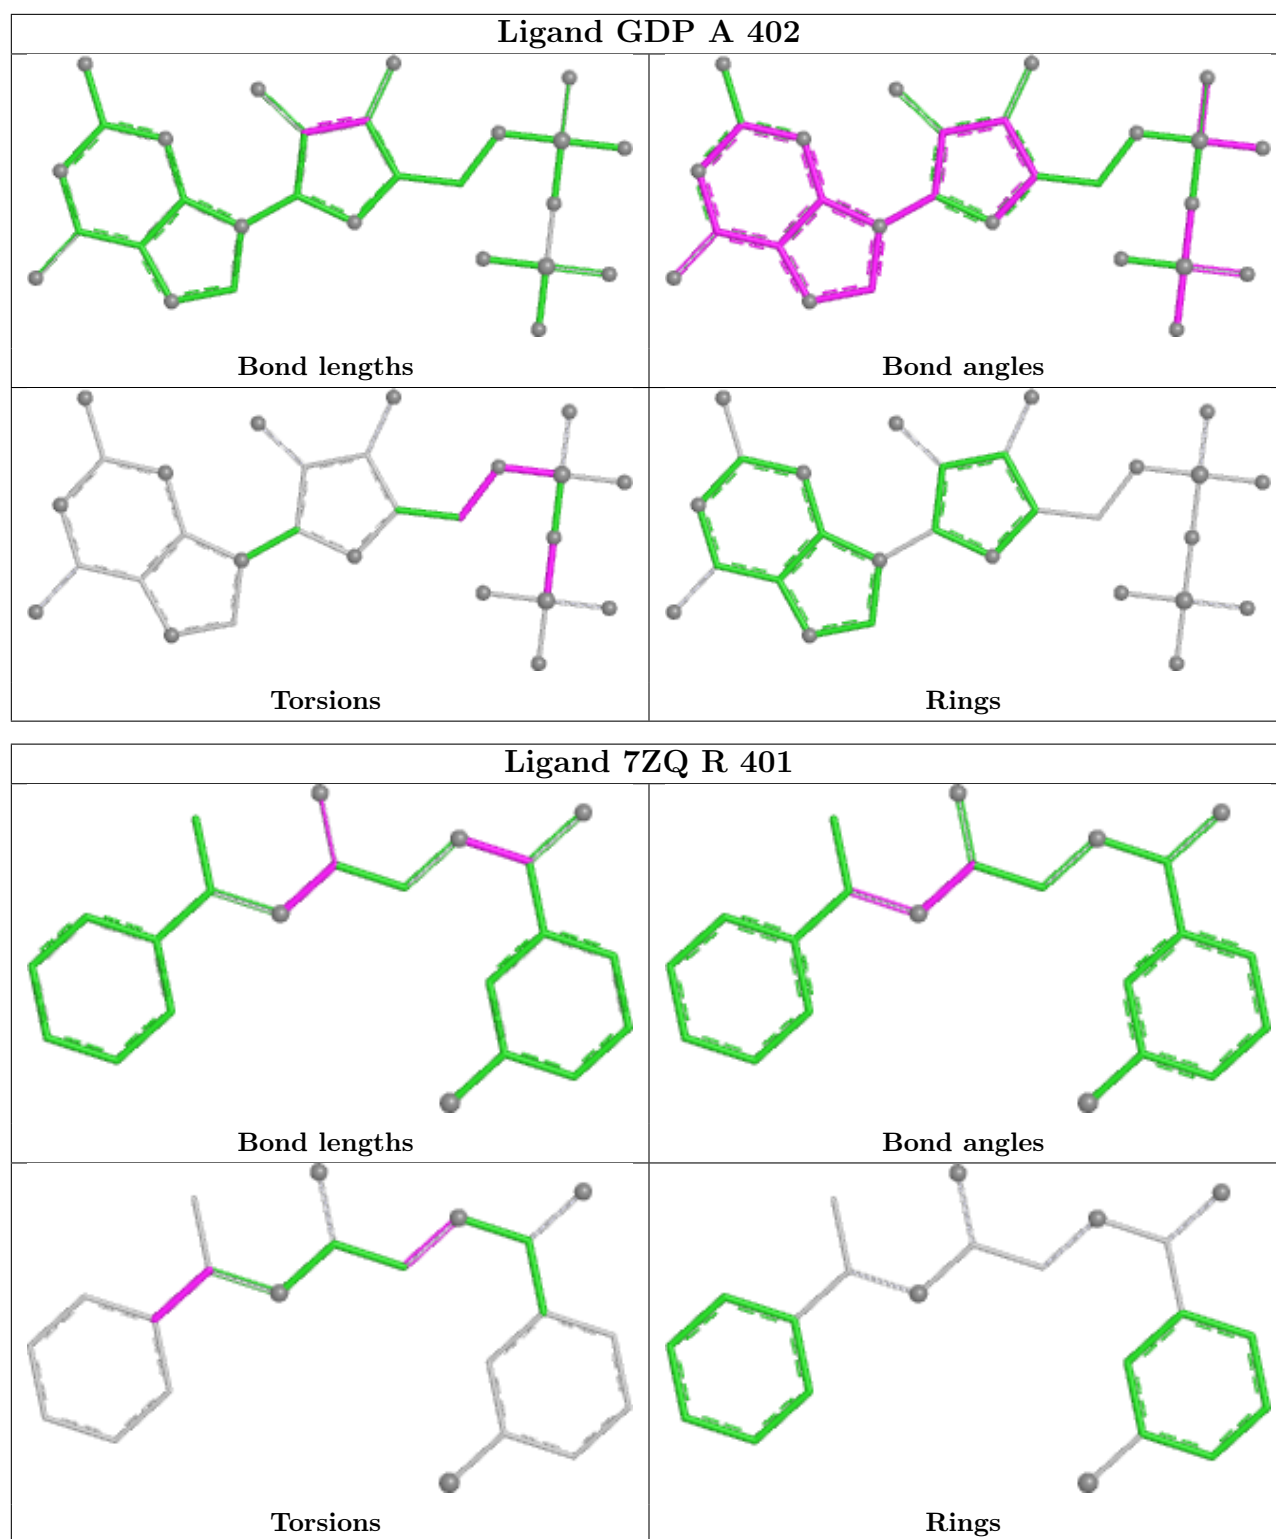 Ligand GDP A 402
Bond lengths
Bond angles
Torsions
Rings
Ligand 7ZQ R 401
Bond lengths
Bond angles
Torsions
Rings